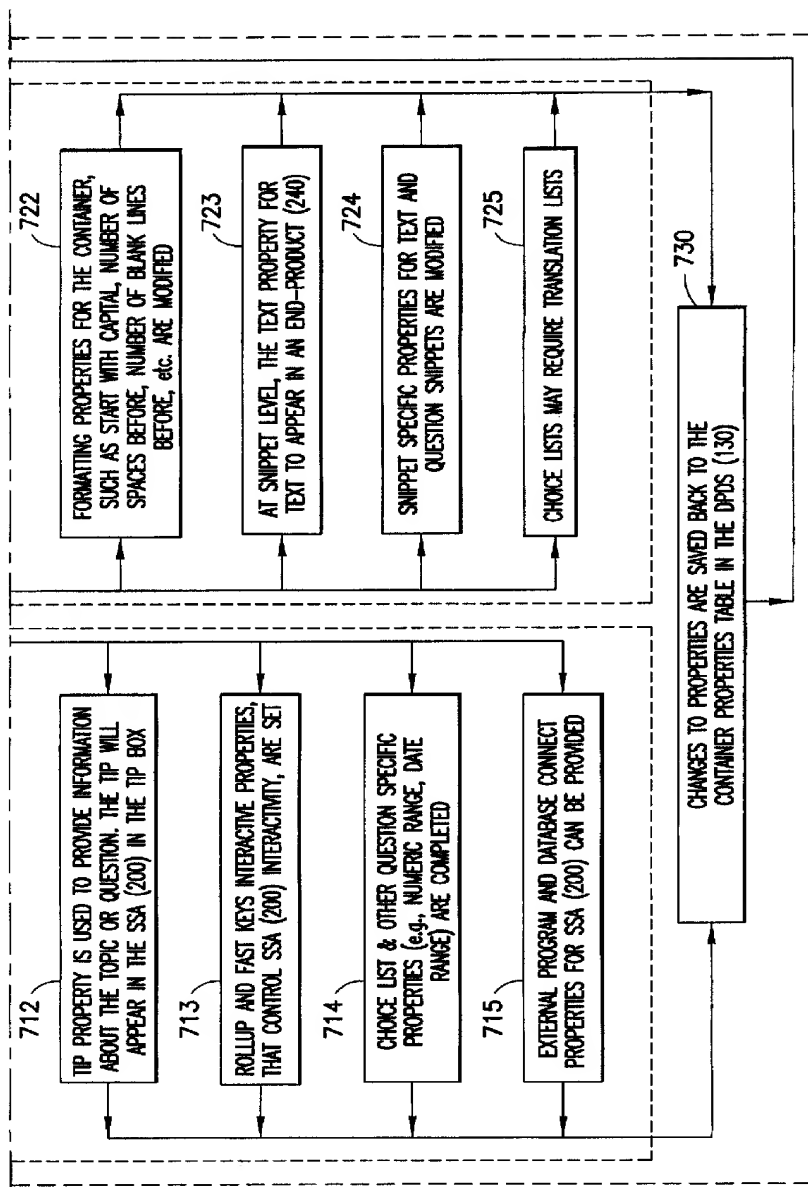 712
TIP PROPERTY IS USED TO PROVIDE INFORMATION
ABOUT THE TOPIC OR QUESTION. THE TIP WILL
APPEAR IN THE SSA (200) IN THE TIP BOX
713
ROLLUP AND FAST KEYS INTERACTIVE PROPERTIES,
THAT CONTROL SSA (200) INTERACTIVITY, ARE SET
714
CHOICE LIST & OTHER QUESTION SPECIFIC
PROPERTIES (e.g., NUMERIC RANGE, DATE
RANGE) ARE COMPLETED
715
EXTERNAL PROGRAM AND DATABASE CONNECT
PROPERTIES FOR SSA (200) CAN BE PROVIDED
722
FORMATTING PROPERTIES FOR THE CONTAINER,
SUCH AS START WITH CAPITAL, NUMBER OF
SPACES BEFORE, NUMBER OF BLANK LINES
BEFORE, etc. ARE MODIFIED
723
AT SNIPPET LEVEL, THE TEXT PROPERTY FOR
TEXT TO APPEAR IN AN END-PRODUCT (240)
724
SNIPPET SPECIFIC PROPERTIES FOR TEXT AND
QUESTION SNIPPETS ARE MODIFIED
725
CHOICE LISTS MAY REQUIRE TRANSLATION LISTS
730
CHANGES TO PROPERTIES ARE SAVED BACK TO THE
CONTAINER PROPERTIES TABLE IN THE DPDS (130)